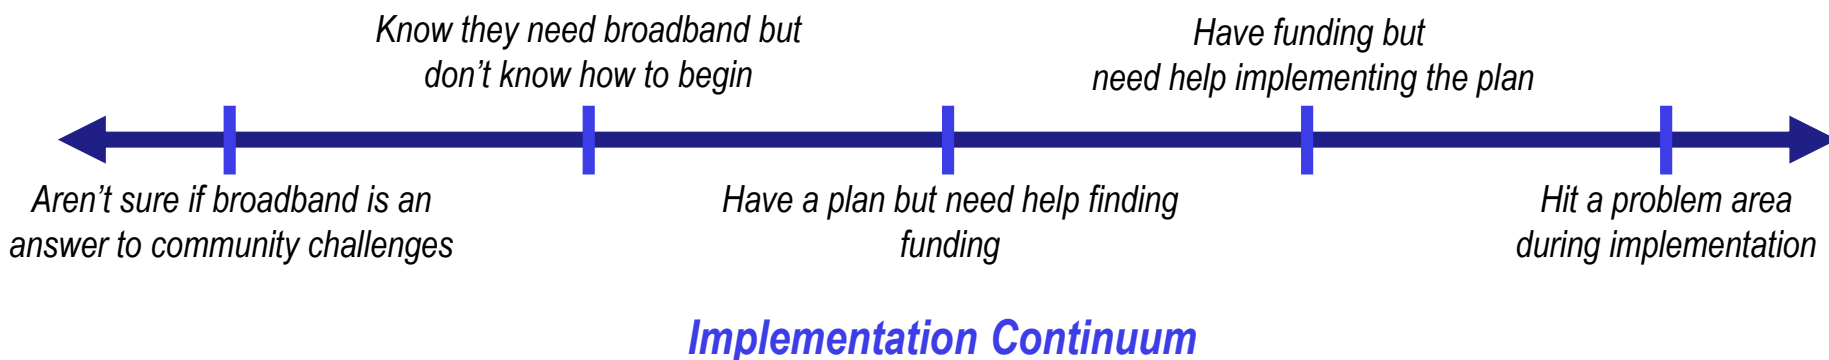 Know they need broadband but
don’t know how to begin
Have funding but
need help implementing the plan
Aren’t sure if broadband is an
answer to community challenges
Have a plan but need help finding
funding
Hit a problem area
during implementation
Implementation Continuum